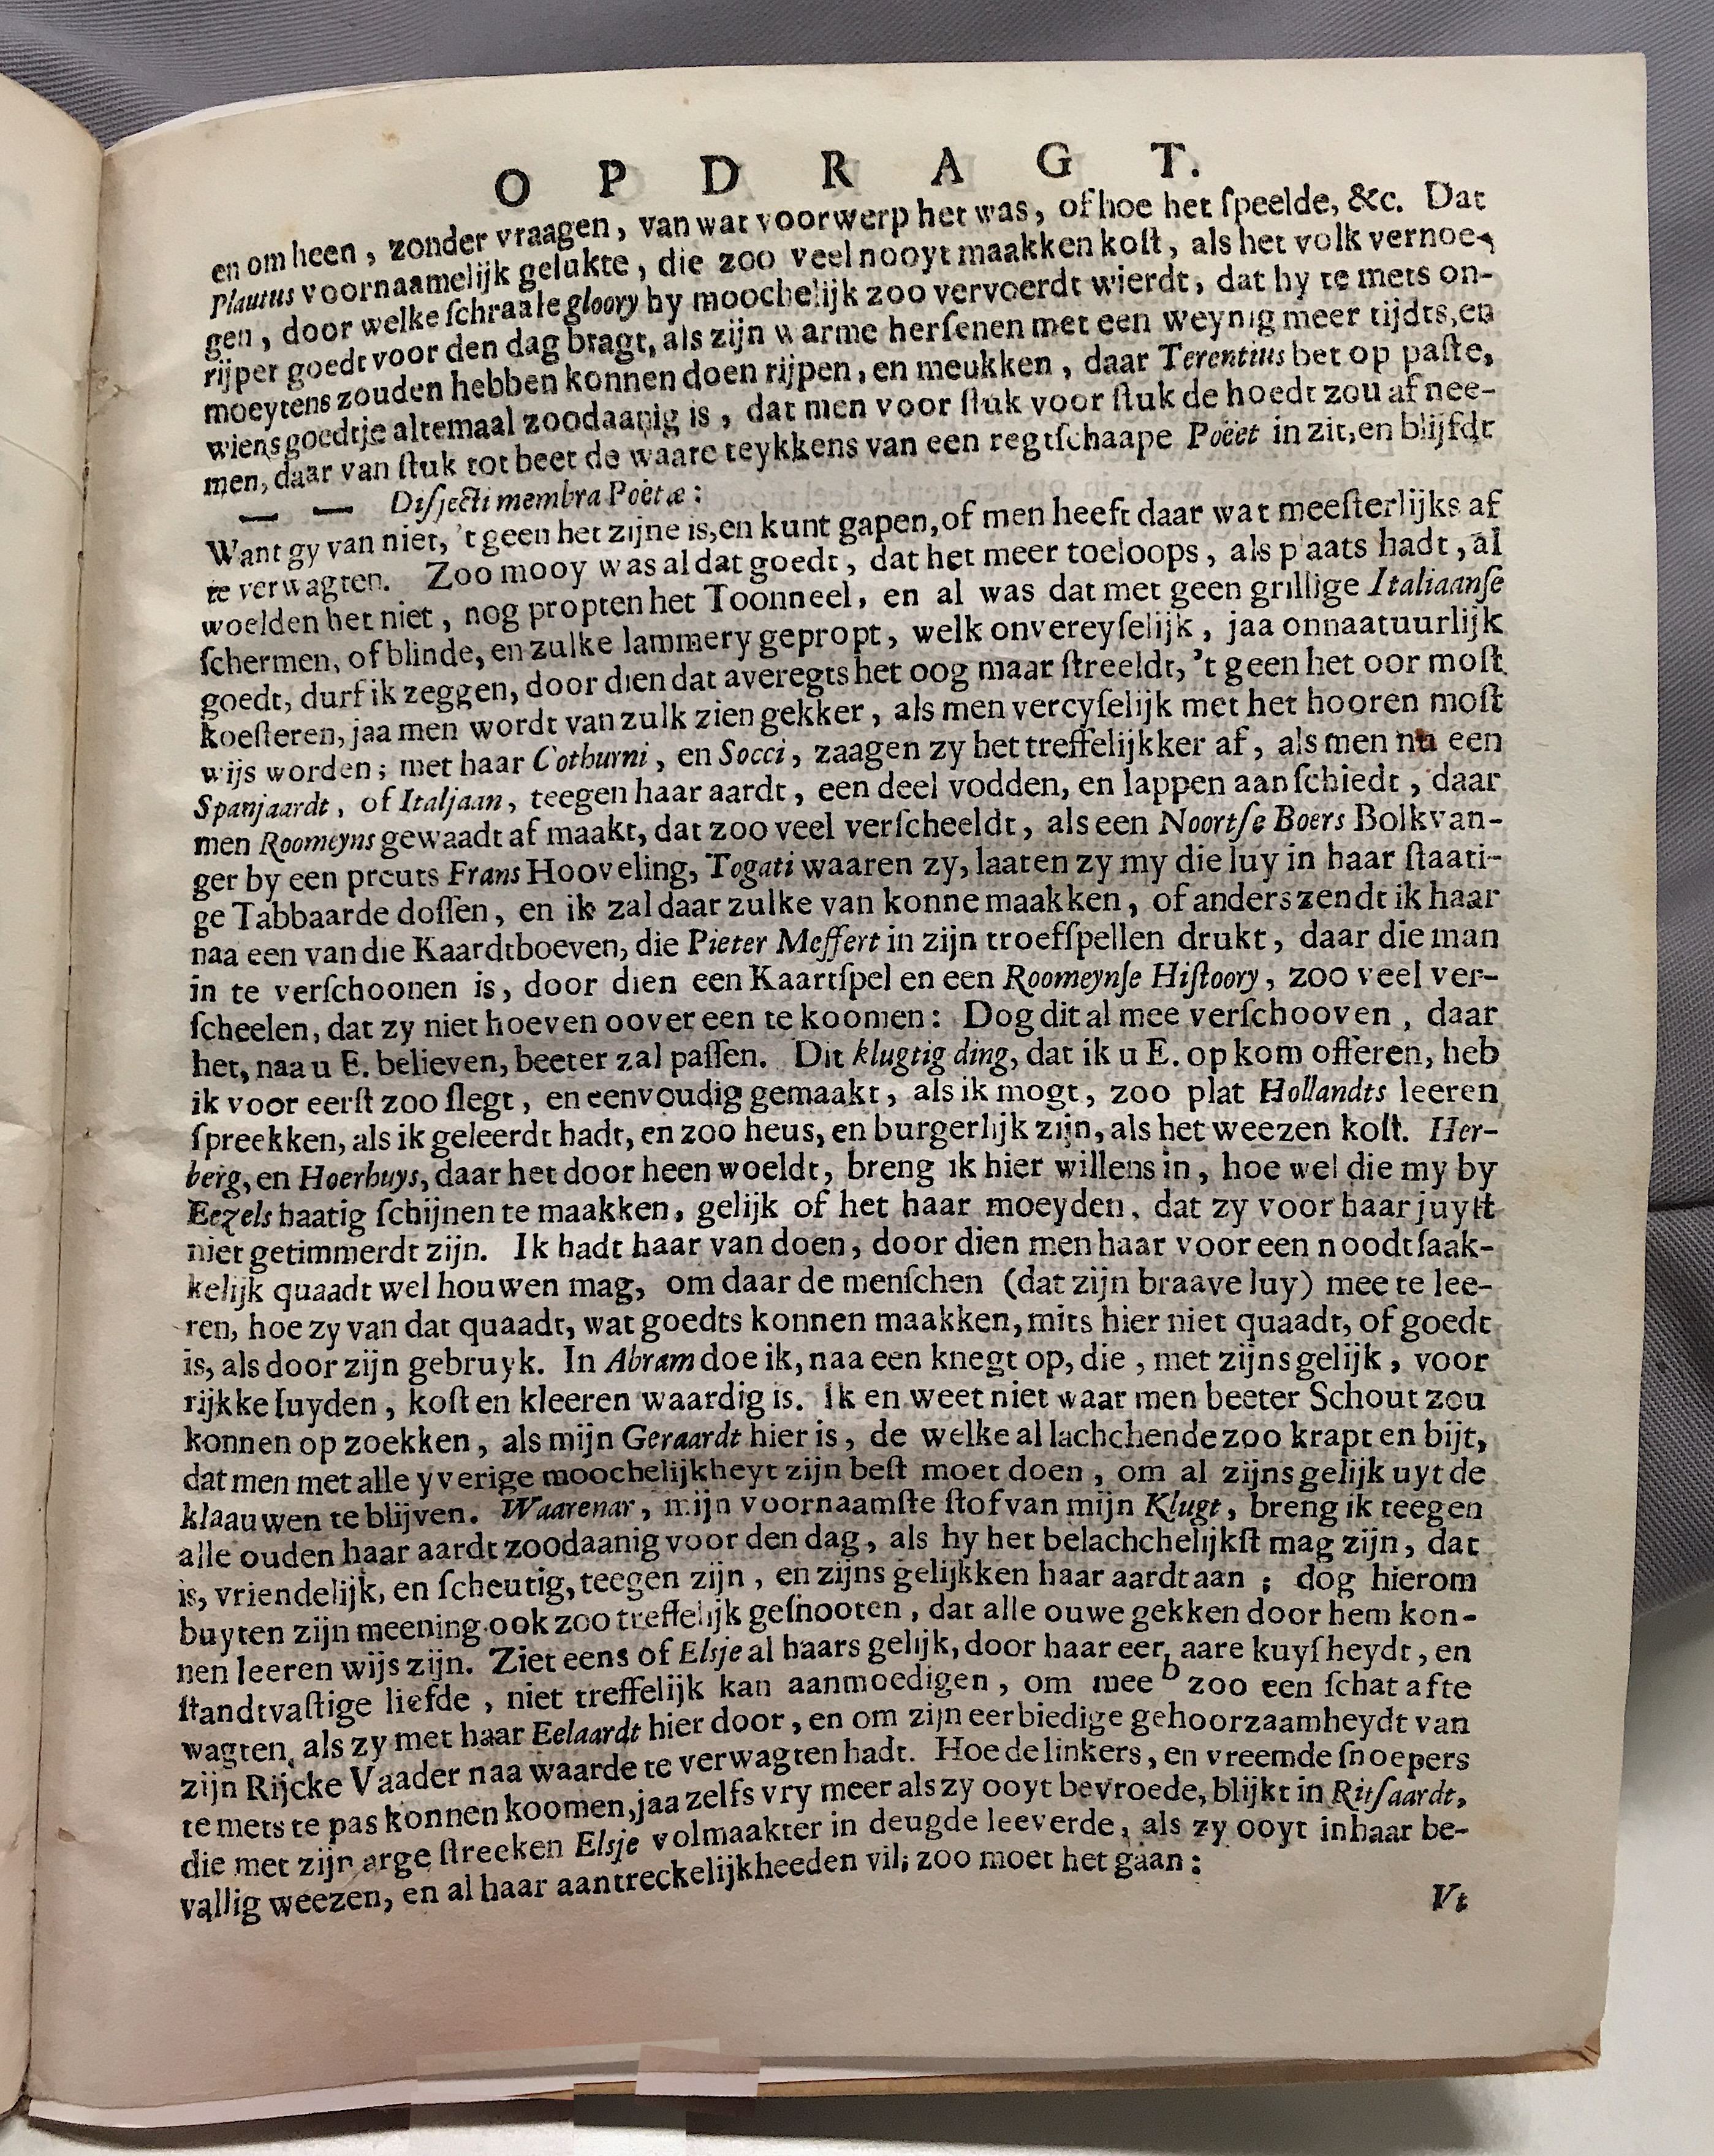 OPDRAGT.
en om heen, zonder vraagen, van wat voorwerp het was, of hoe het ſpeelde, &c. Dat
Plautus voornaamelijk gelukte, die zoo veel nooyt maakken koſt, als het volk vernoe-
gen, door welke ſchraale gloory hy moochelijk zoo vervoerdt wierdt, dat hy te mets on-
rijper goedt voor den dag bragt, als zijn warme herſenen met een weynig meer tijdts, en
moeytens zouden hebben konnen doen rijpen, en meukken, daar Terentius bet op paſte,
wiens goedtje altemaal zoodaanig is, dat men voor ſtuk voor ſtuk de hoedt zou af nee-
men, daar van ſtuk tot beet de waare teykkens van een regtſchaape Poëet in zit, en blijfdt
— — Disjecti membra Poëtæ:
Want gy van niet, 't geen het zijne is, en kunt gapen, of men heeft daar wat meeſterlijks af
te verwagten. Zoo mooy was al dat goedt, dat het meer toeloops, als plaats hadt, al
woelden het niet, nog propten het Toonneel, en al was dat met geen grillige Italiaanſe
ſchermen, of blinde, en zulke lammery gepropt, welk onvereyſelijk, jaa onnaatuurlijk
goedt, durf ik zeggen, door dien dat averegts het oog maar ſtreeldt, 't geen het oor moſt
koeſteren, jaa men wordt van zulk zien gekker, als men vereyſelijk met het hooren moſt
wijs worden; met haar Cothurni, en Socci, zaagen zy het treffelijkker af, als men nu een
Spanjaardt, of Italjaan, teegen haar aardt, een deel vodden, en lappen aan ſchiedt, daar
men Roomeyns gewaadt af maakt, dat zoo veel verſcheeldt, als een Noortſe Boers Bolkvan-
ger by een preuts Frans Hooveling, Togati waaren zy, laaten zy my die luy in haar ſtaati-
ge Tabbaarde doſſen, en ik zal daar zulke van konne maakken, of anders zendt ik haar
naa een van die Kaardtboeven, die Pieter Meffert in zijn troefſpellen drukt, daar die man
in te verſchoonen is, door dien een Kaartſpel en een Roomeynſe Hiſtoory, zoo veel ver-
ſcheelen, dat zy niet hoeven oover een te koomen: Dog dit al mee verſchooven, daar
het, naa u E. believen, beeter zal paſſen. Dit klugtig ding, dat ik u E. op kom offeren, heb
ik voor eerſt zoo ſlegt, en eenvoudig gemaakt, als ik mogt, zoo plat Hollandts leeren
ſpreekken, als ik geleerdt hadt, en zoo heus, en burgerlijk zijn, als het weezen koſt. Her-
berg, en Hoerhuys, daar het door heen woeldt, breng ik hier willens in, hoe wel die my by
Eezels haatig ſchijnen te maakken, gelijk of het haar moeyden, dat zy voor haar juyſt
niet getimmerdt zijn. Ik hadt haar van doen, door dien men haar voor een noodtſaak-
kelijk quaadt wel houwen mag, om daar de menſchen (dat zijn braave luy) mee te lee-
ren, hoe zy van dat quaadt, wat goedts konnen maakken, mits hier niet quaadt, of goedt
is, als door zijn gebruyk. In Abram doe ik, naa een knegt op, die, met zijns gelijk, voor
rijkke luyden, koſt en kleeren waardig is. Ik en weet niet waar men beeter Schout zou
konnen op zoekken, als mijn Geraardt hier is, de welke al lachchende zoo krapt en bijt,
dat men met alle yverige moochelijkheyt zijn beſt moet doen, om al zijns gelijk uyt de
klaauwen te blijven. Waarenar, mijn voornaamſte ſtof van mijn Klugt, breng ik teegen
alle ouden haar aardt zoodaanig voor den dag, als hy het belachchelijkſt mag zijn, dat
is, vriendelijk, en ſcheutig, teegen zijn, en zijns gelijkken haar aardt aan; dog hierom
buyten zijn meening ook zoo treffelijk geſnooten, dat alle ouwe gekken door hem kon-
nen leeren wijs zijn. Ziet eens of Elsje al haars gelijk, door haar eerbaare kuyſheydt, en
ſtandtvaſtige liefde, niet treffelijk kan aanmoedigen, om mee zoo een ſchat af te
wagten, als zy met haar Eelaardt hier door, en om zijn eerbiedige gehoorzaamheydt van
zijn Rijcke Vaader naa waarde te verwagten hadt. Hoe de linkers, en vreemde ſnoepers
te mets te pas konnen koomen, jaa zelfs vry meer als zy ooyt bevroede, blijkt in Ritſaardt,
die met zijn arge ſtreeken Elsje volmaakter in deugde leeverde, als zy ooyt in haar be-
vallig weezen, en al haar aantreckelijkheeden vil; zoo moet het gaan:
Vt